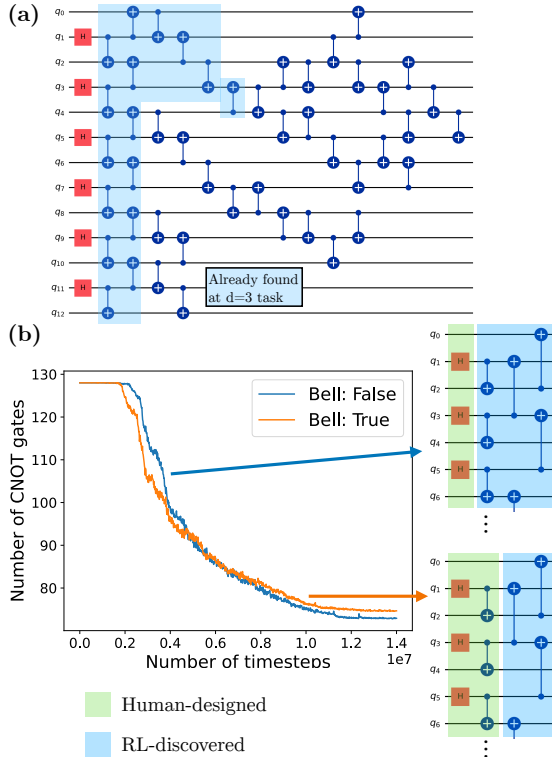 (a)
q0
q1
H
q2
q3
H
q4
q5
H
q6
q7
H
q8
q9
H
q10
q11
H
q12
Already found
at d=3 task
(b)
130
120
110
100
90
80
Number of CNOT gates
Bell: False
Bell: True
0.0 0.2 0.4 0.6 0.8 1.0 1.2 1.4
1e7
Number of timesteps
Human-designed
RL-discovered
q0
q1
H
q2
q3
H
q4
q5
H
q6
q0
q1
H
q2
q3
H
q4
q5
H
q6